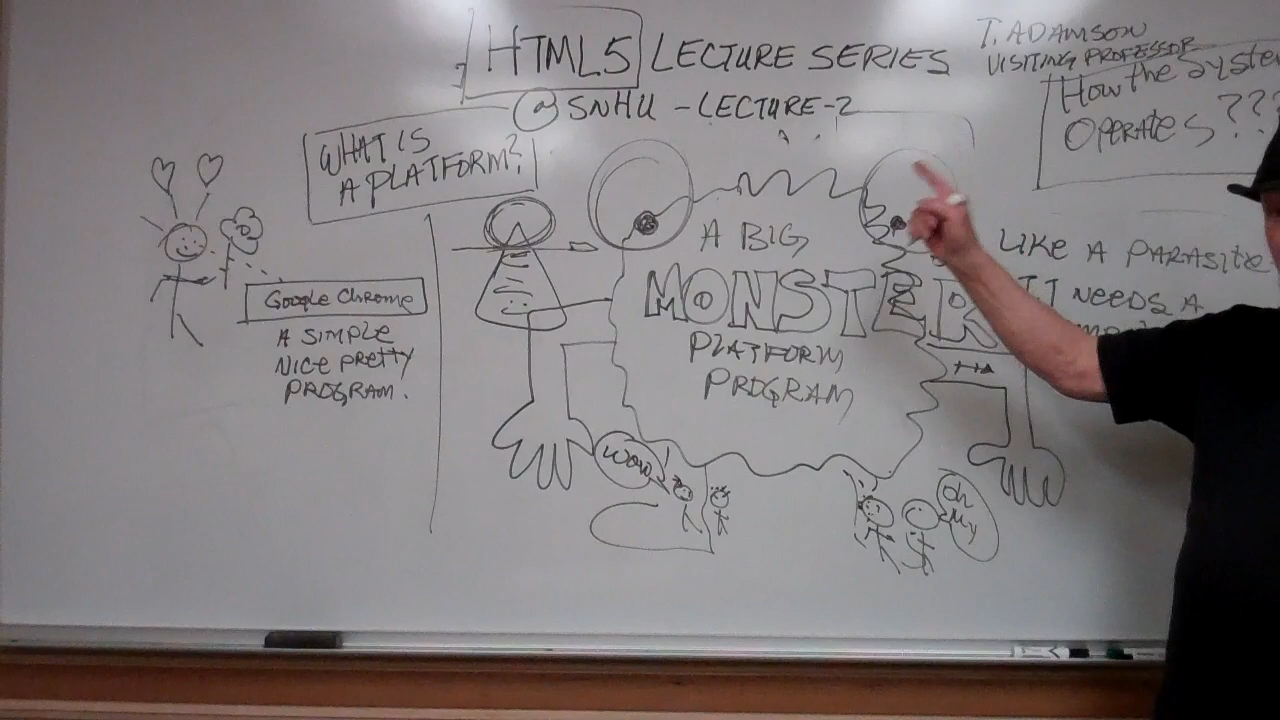 HTML5 LECTURE SERIES
T. ADAMSON
VISITING PROFESSOR
@ SNHU - LECTURE-2
How the System
OPERATES???
WHAT IS
A PLATFORM?
A BIG
MONSTER
PLATFORM
PROGRAM
LIKE A PARASITE
IT NEEDS A
Google Chrome
A SIMPLE
NICE PRETTY
PROGRAM.
WOW
OH
MY